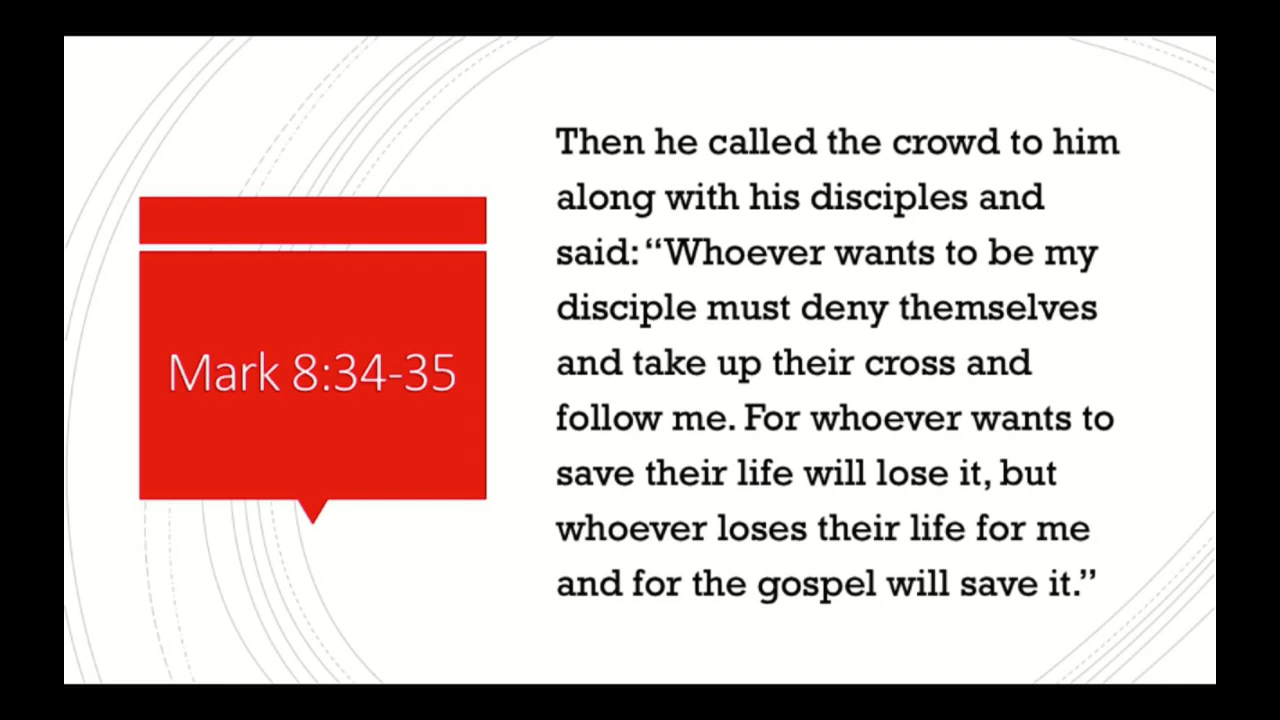 Mark 8:34-35
Then he called the crowd to him
along with his disciples and
said: “Whoever wants to be my
disciple must deny themselves
and take up their cross and
follow me. For whoever wants to
save their life will lose it, but
whoever loses their life for me
and for the gospel will save it.”